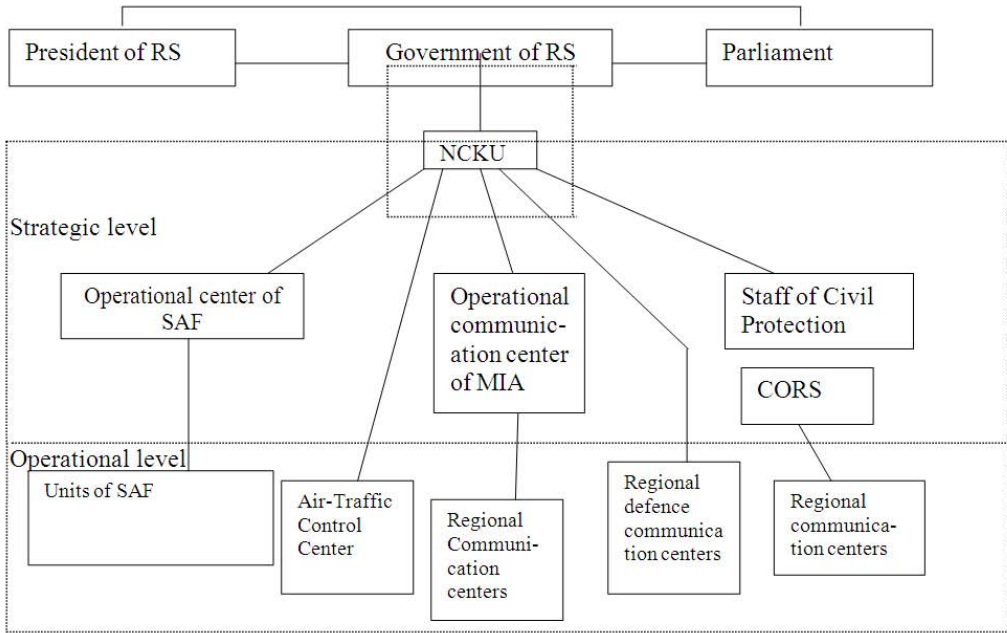 President of RS
Government of RS
Parliament
NCKU
Strategic level
Operational center of
SAF
Operational
communic-
ation center
of MIA
Staff of Civil
Protection
CORS
Operational level
Units of SAF
Air-Traffic
Control
Center
Regional
Communi-
cation
centers
Regional
defence
communica
tion centers
Regional
communica-
tion centers